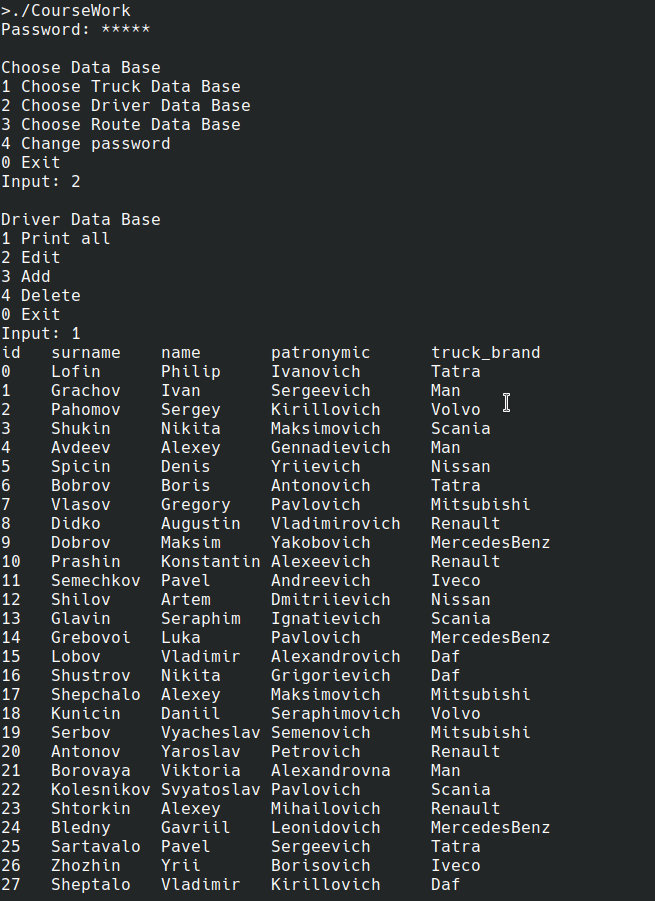 >./CourseWork
Password: *****
Choose Data Base
1 Choose Truck Data Base
2 Choose Driver Data Base
3 Choose Route Data Base
4 Change password
0 Exit
Input: 2
Driver Data Base
1 Print all
2 Edit
3 Add
4 Delete
0 Exit
Input: 1
id   surname    name       patronymic      truck_brand
0    Lofin      Philip     Ivanovich       Tatra
1    Grachov    Ivan       Sergeevich      Man
2    Pahomov    Sergey     Kirillovich     Volvo
3    Shukin     Nikita     Maksimovich     Scania
4    Avdeev     Alexey     Gennadievich    Man
5    Spicin     Denis      Yriievich       Nissan
6    Bobrov     Boris      Antonovich      Tatra
7    Vlasov     Gregory    Pavlovich       Mitsubishi
8    Didko      Augustin   Vladimirovich   Renault
9    Dobrov     Maksim     Yakobovich      MercedesBenz
10   Prashin    Konstantin Alexeevich      Renault
11   Semechkov  Pavel      Andreevich      Iveco
12   Shilov     Artem      Dmitriievich    Nissan
13   Glavin     Seraphim   Ignatievich     Scania
14   Grebovoi   Luka       Pavlovich       MercedesBenz
15   Lobov      Vladimir   Alexandrovich   Daf
16   Shustrov   Nikita     Grigorievich    Daf
17   Shepchalo  Alexey     Maksimovich     Mitsubishi
18   Kunicin    Daniil     Seraphimovich   Volvo
19   Serbov     Vyacheslav Semenovich      Mitsubishi
20   Antonov    Yaroslav   Petrovich       Renault
21   Borovaya   Viktoria   Alexandrovna    Man
22   Kolesnikov Svyatoslav Pavlovich       Scania
23   Shtorkin   Alexey     Mihailovich     Renault
24   Bledny     Gavriil    Leonidovich     MercedesBenz
25   Sartavalo  Pavel      Sergeevich      Tatra
26   Zhozhin    Yrii       Borisovich      Iveco
27   Sheptalo   Vladimir   Kirillovich     Daf